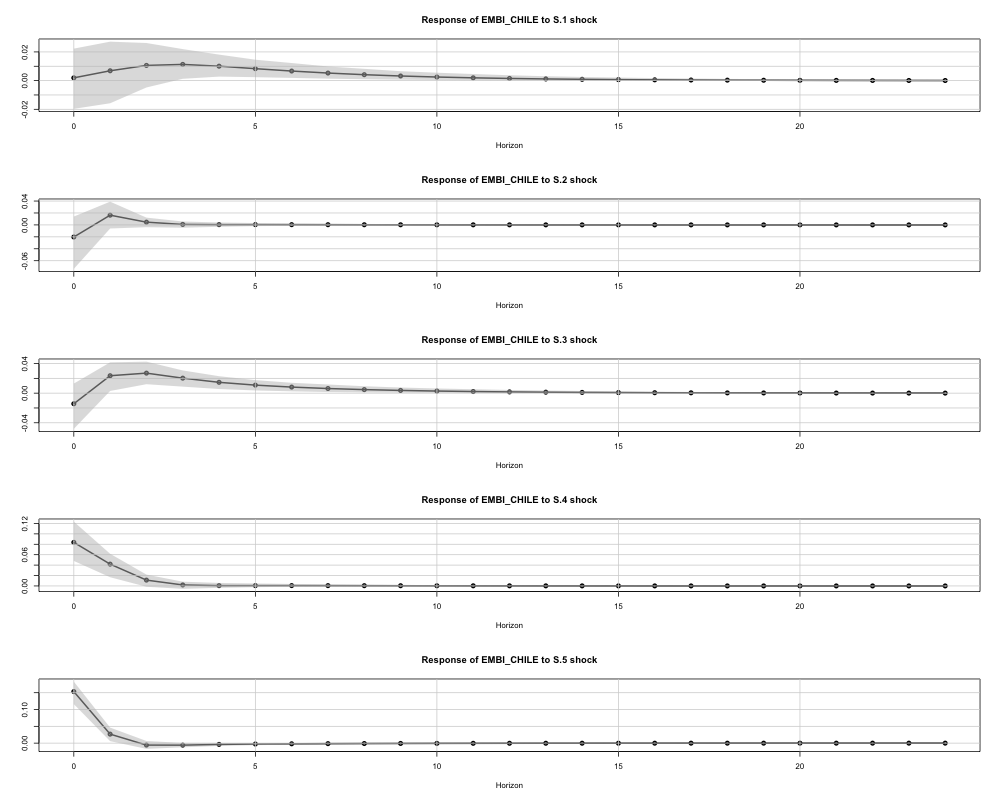 Response of EMBI_CHILE to S.1 shock
0.02
0.00
-0.02
0 5 10 15 20
Horizon
Response of EMBI_CHILE to S.2 shock
0.04
0.00
-0.06
0 5 10 15 20
Horizon
Response of EMBI_CHILE to S.3 shock
0.04
0.00
-0.04
0 5 10 15 20
Horizon
Response of EMBI_CHILE to S.4 shock
0.12
0.06
0.00
0 5 10 15 20
Horizon
Response of EMBI_CHILE to S.5 shock
0.10
0.00
0 5 10 15 20
Horizon